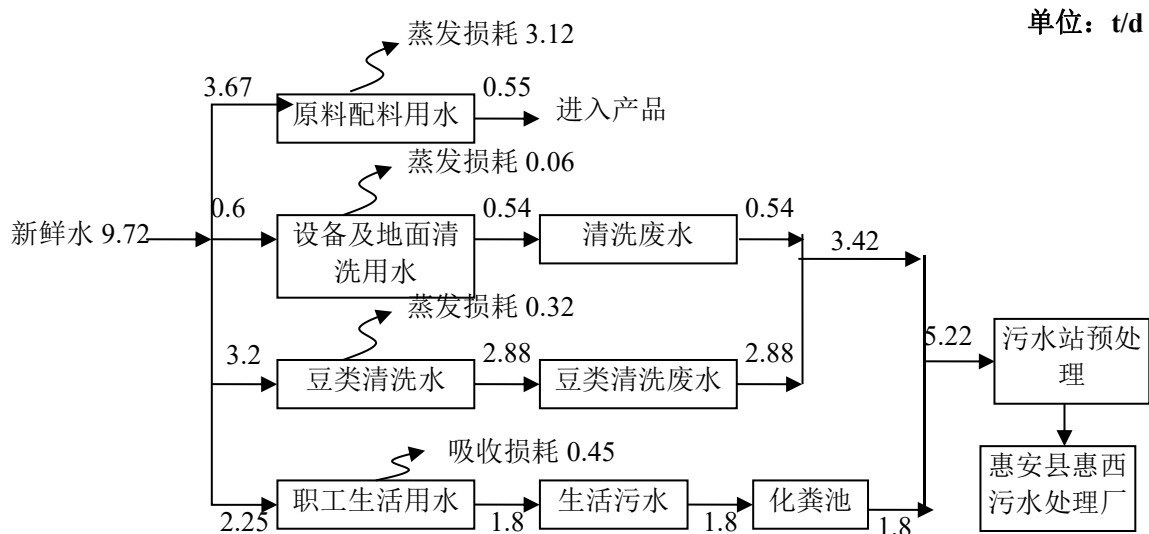 单位：t/d
蒸发损耗 3.12
3.67
0.55
原料配料用水
进入产品
蒸发损耗 0.06
0.6
0.54
0.54
新鲜水 9.72
设备及地面清
洗用水
清洗废水
3.42
蒸发损耗 0.32
3.2
2.88
2.88
5.22
豆类清洗水
豆类清洗废水
污水站预处
理
吸收损耗 0.45
职工生活用水
生活污水
化粪池
惠安县惠西
污水处理厂
2.25
1.8
1.8
1.8